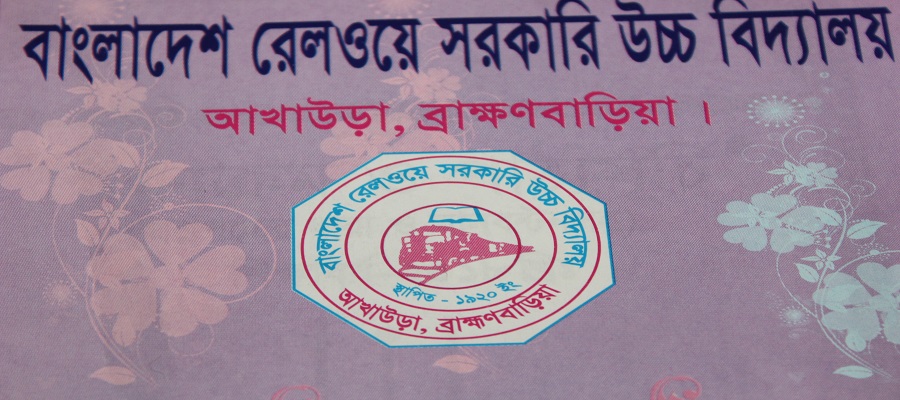 বাংলাদেশ রেলওয়ে সরকারি উচ্চ বিদ্যালয়
আখাউড়া, ব্রাহ্মণবাড়িয়া ।
বাংলাদেশ রেলওয়ে সরকারি উচ্চ বিদ্যালয়
স্থাপিত - ১৯২০ ইং
আখাউড়া, ব্রাহ্মণবাড়িয়া